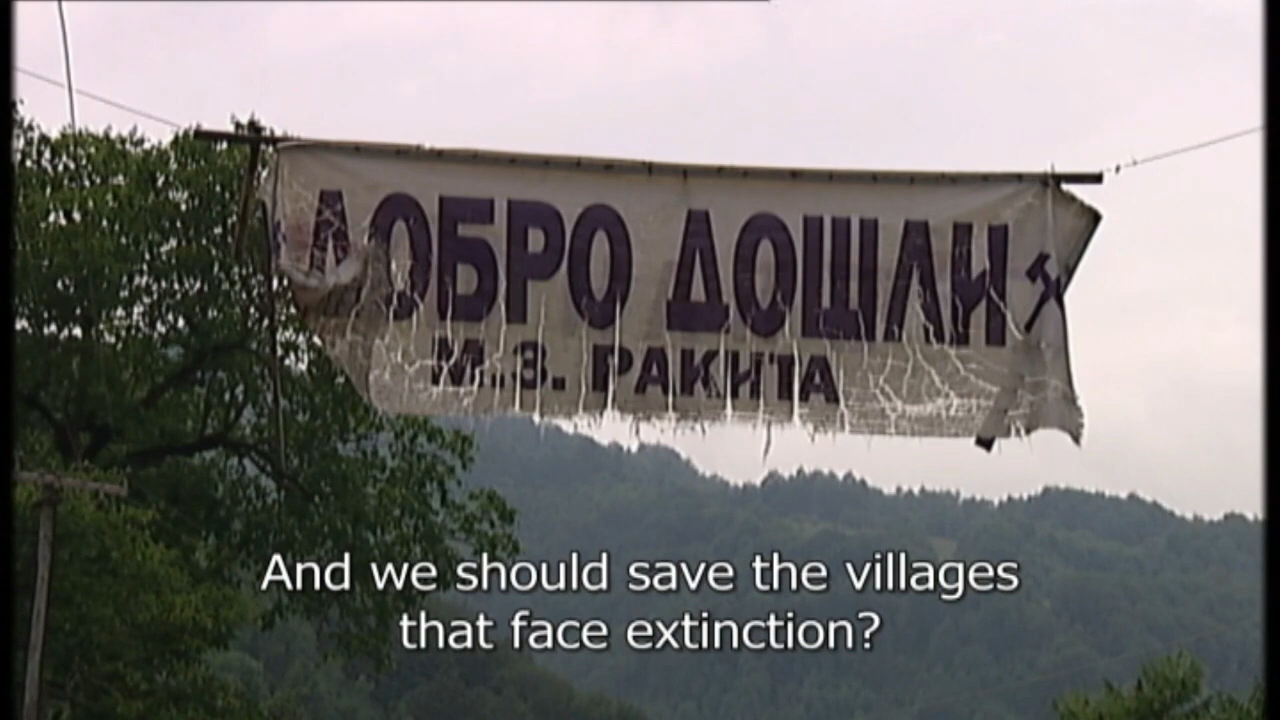 ДОБРО ДОШЛИ
М.З. РАКИТА
And we should save the villages
that face extinction?